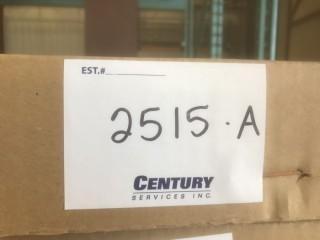 EST.#
2515 · A
CENTURY
SERVICES INC.